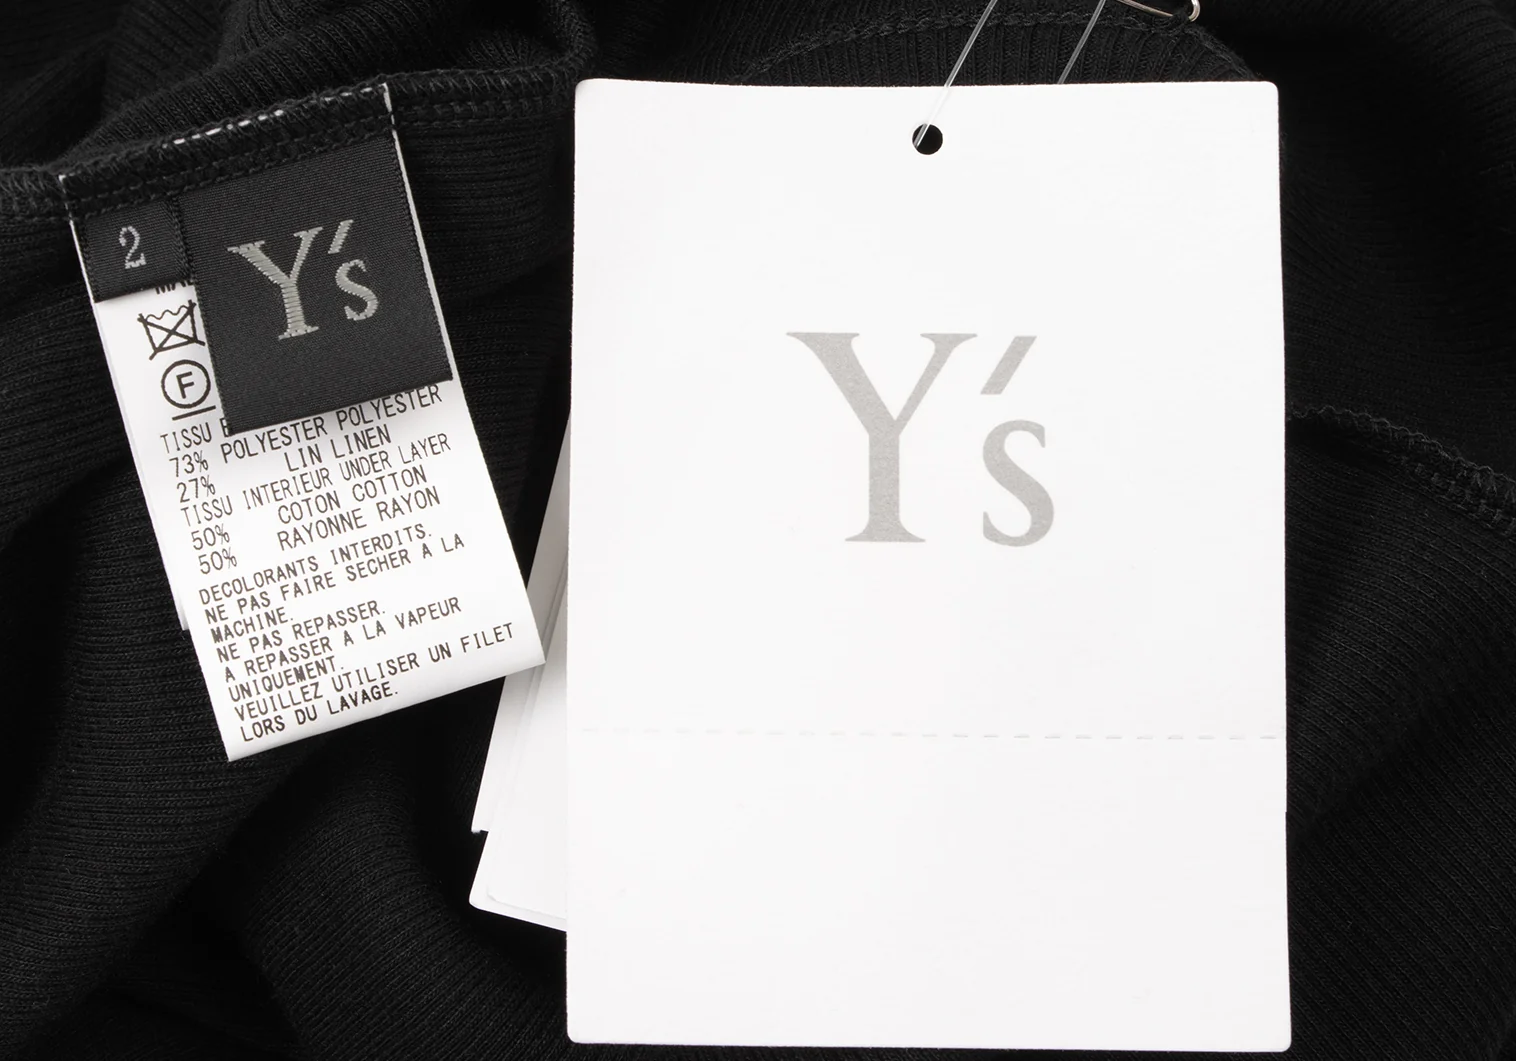 2
Y's
F
TISSU
73% POLYESTER POLYESTER
27% LIN LINEN
TISSU INTERIEUR UNDER LAYER
50% COTON COTTON
50% RAYONNE RAYON
DECOLORANTS INTERDITS.
NE PAS FAIRE SECHER A LA
MACHINE.
NE PAS REPASSER.
A REPASSER A LA VAPEUR
UNIQUEMENT.
VEUILLEZ UTILISER UN FILET
LORS DU LAVAGE.
Y's